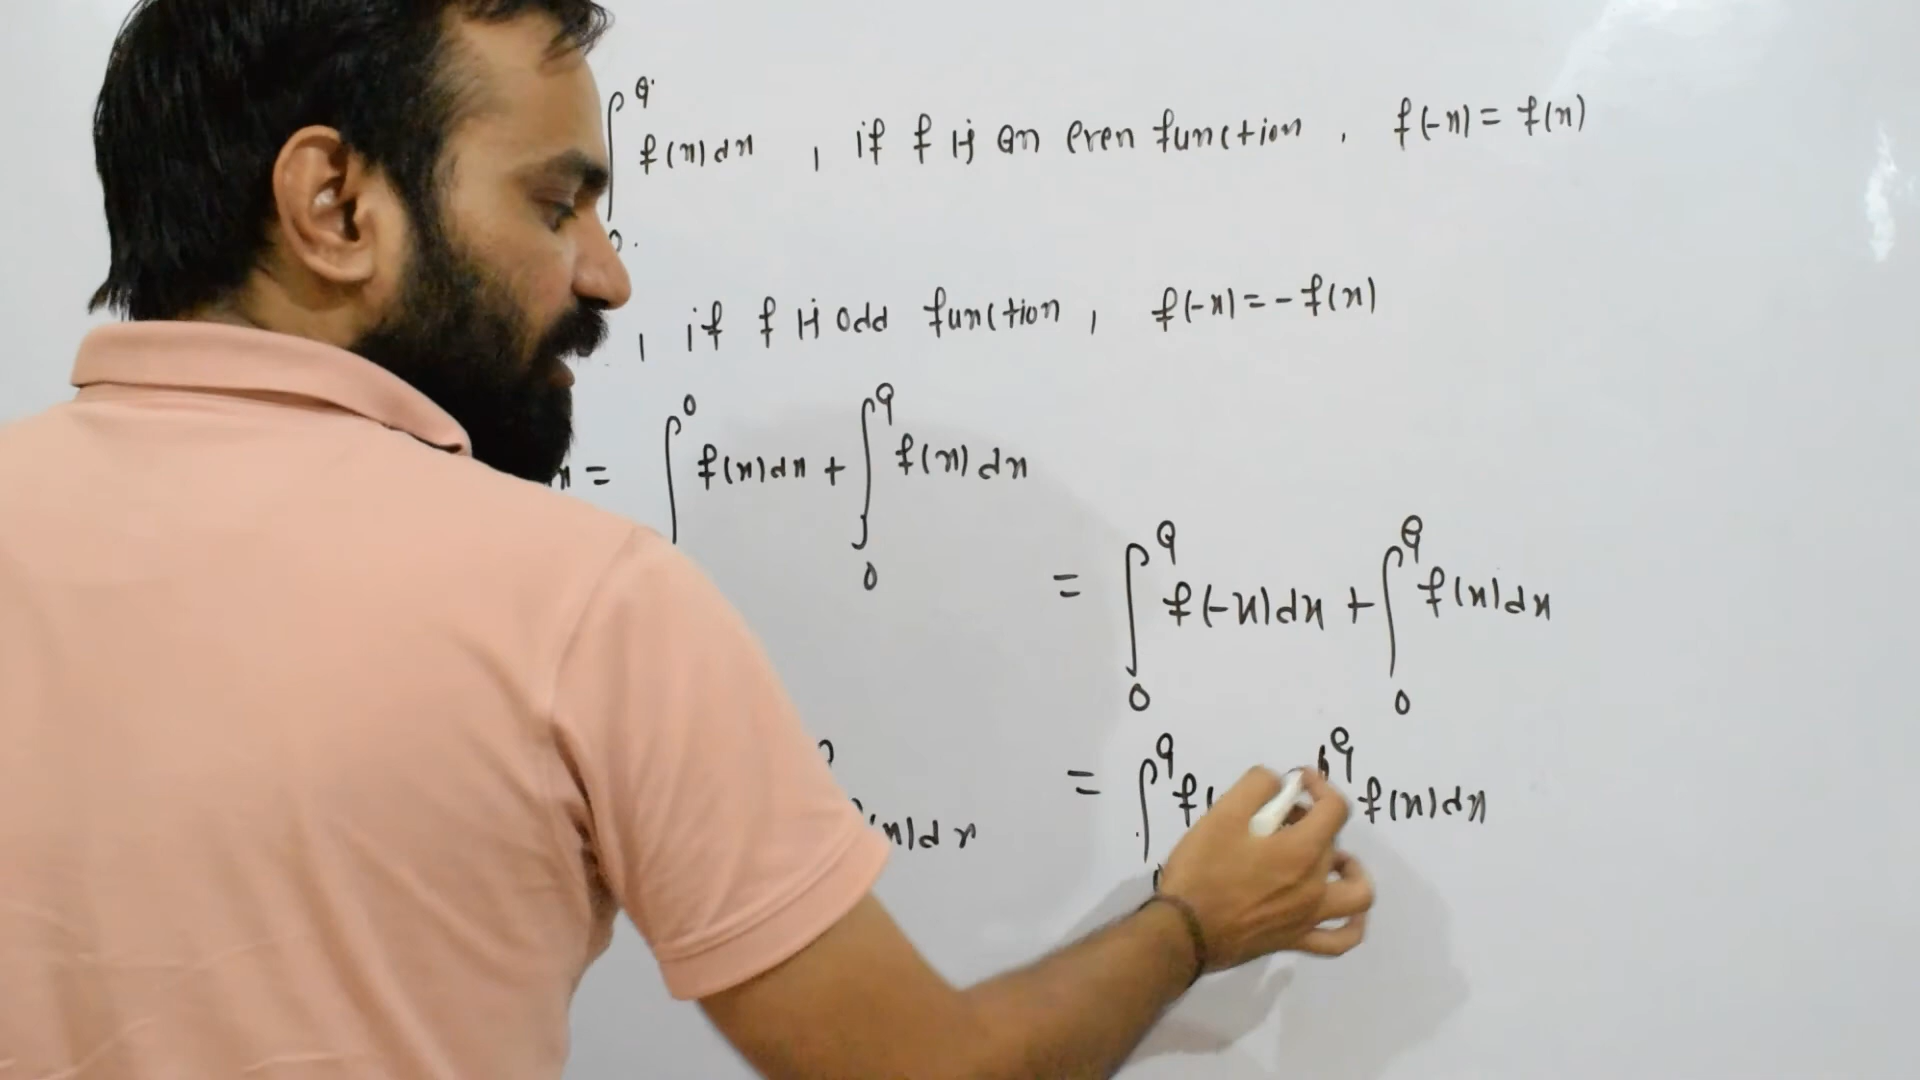 ∫₀ᵃ f(x)dx , if f is an even function , f(-x) = f(x)
, if f is odd function , f(-x) = -f(x)
= ∫⁰ f(x)dx + ∫₀ᵃ f(x)dx
= ∫₀ᵃ f(-x)dx + ∫₀ᵃ f(x)dx
(x)dx
= ∫₀ᵃ f( ∫ᵃ f(x)dx